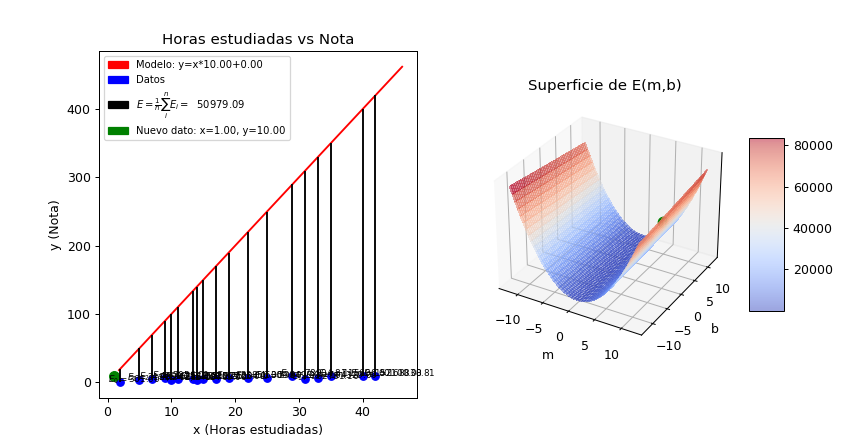 Horas estudiadas vs Nota
Modelo: y=x*10.00+0.00
Datos
E = 1/n ∑ᵢⁿ Eᵢ = 50979.09
Nuevo dato: x=1.00, y=10.00
400
300
200
100
0
y (Nota)
0 10 20 30 40
x (Horas estudiadas)
Superficie de E(m,b)
−10 −5 0 5 10
m
−10 −5 0 5 10
b
80000
60000
40000
20000